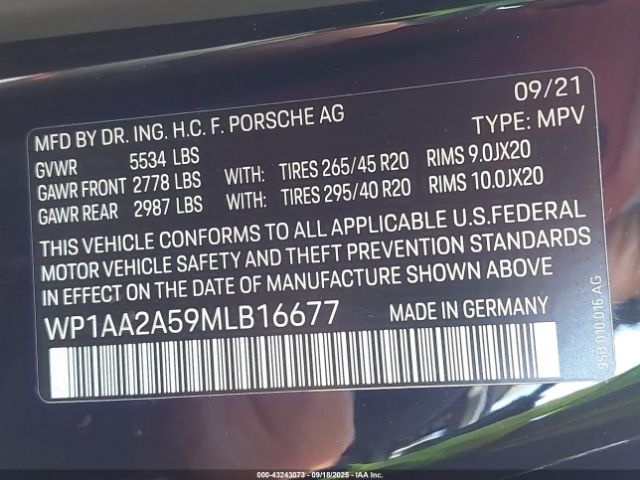 09/21
MFD BY DR. ING. H.C. F. PORSCHE AG TYPE: MPV
GVWR 5534 LBS
GAWR FRONT 2778 LBS WITH: TIRES 265/45 R20 RIMS 9.0JX20
GAWR REAR 2987 LBS WITH: TIRES 295/40 R20 RIMS 10.0JX20
THIS VEHICLE CONFORMS TO ALL APPLICABLE U.S.FEDERAL
MOTOR VEHICLE SAFETY AND THEFT PREVENTION STANDARDS
IN EFFECT ON THE DATE OF MANUFACTURE SHOWN ABOVE
WP1AA2A59MLB16677
95B.010.016.AG
000-43243073 - 09/18/2025 - IAA Inc.